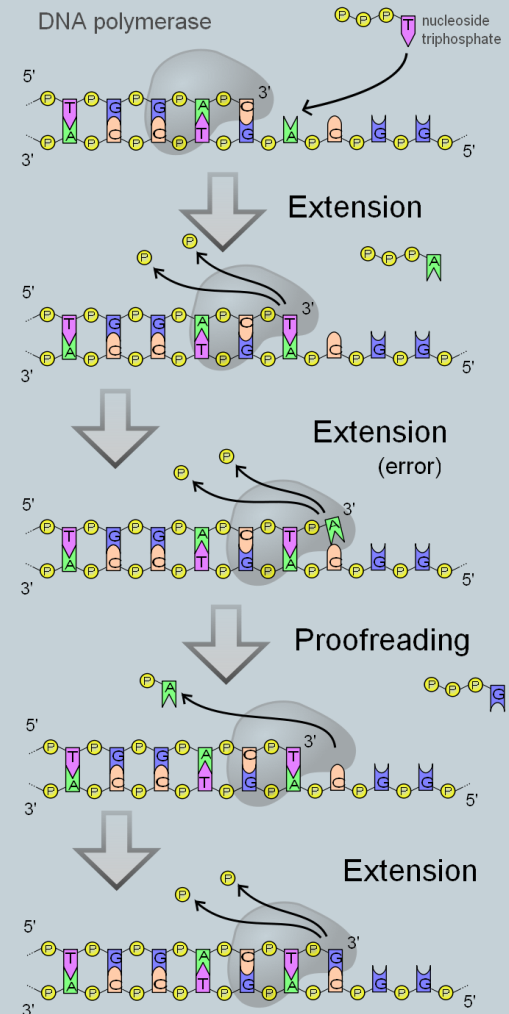 DNA polymerase
P P P T
nucleoside
triphosphate
5' 3'
P P P P P
T G G A C
A C C T G A C G G
P P P P P P P P P P
3' 5'
Extension
P P
P P P A
5' 3'
P P P P P P
T G G A C T
A C C T G A C G G
P P P P P P P P P P
3' 5'
Extension
(error)
P P
5' 3'
P P P P P P P
T G G A C T A
A C C T G A C G G
P P P P P P P P P P
3' 5'
Proofreading
P A
P P P G
5' 3'
P P P P P P
T G G A C T
A C C T G A C G G
P P P P P P P P P P
3' 5'
Extension
P P
5' 3'
P P P P P P P
T G G A C T G
A C C T G A C G G
P P P P P P P P P P
3' 5'